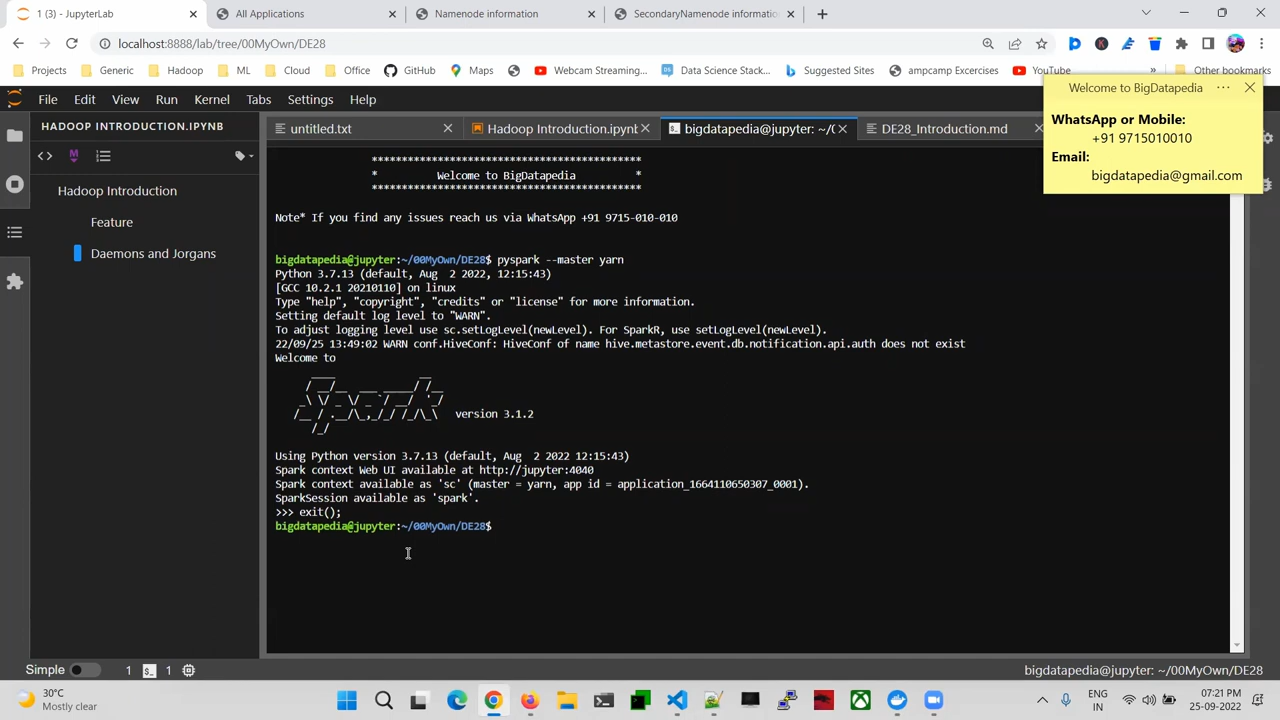 1 (3) - JupyterLab
All Applications
Namenode information
SecondaryNamenode informatio
localhost:8888/lab/tree/00MyOwn/DE28
Projects
Generic
Hadoop
ML
Cloud
Office
GitHub
Maps
Webcam Streaming...
Data Science Stack...
Suggested Sites
ampcamp Excercises
YouTube
»
Other bookmarks
File
Edit
View
Run
Kernel
Tabs
Settings
Help
Welcome to BigDatapedia
WhatsApp or Mobile:
+91 9715010010
Email:
bigdatapedia@gmail.com
HADOOP INTRODUCTION.IPYNB
untitled.txt
Hadoop Introduction.ipynt
bigdatapedia@jupyter: ~/(
DE28_Introduction.md
Hadoop Introduction
Feature
Daemons and Jorgans
*****************************************
* Welcome to BigDatapedia *
*****************************************
Note* If you find any issues reach us via WhatsApp +91 9715-010-010
bigdatapedia@jupyter:~/00MyOwn/DE28$ pyspark --master yarn
Python 3.7.13 (default, Aug  2 2022, 12:15:43)
[GCC 10.2.1 20210110] on linux
Type "help", "copyright", "credits" or "license" for more information.
Setting default log level to "WARN".
To adjust logging level use sc.setLogLevel(newLevel). For SparkR, use setLogLevel(newLevel).
22/09/25 13:49:02 WARN conf.HiveConf: HiveConf of name hive.metastore.event.db.notification.api.auth does not exist
Welcome to
Spark version 3.1.2
Using Python version 3.7.13 (default, Aug  2 2022 12:15:43)
Spark context Web UI available at http://jupyter:4040
Spark context available as 'sc' (master = yarn, app id = application_1664110650307_0001).
SparkSession available as 'spark'.
>>> exit();
bigdatapedia@jupyter:~/00MyOwn/DE28$
Simple
1
1
bigdatapedia@jupyter: ~/00MyOwn/DE28
30°C
Mostly clear
ENG
IN
07:21 PM
25-09-2022